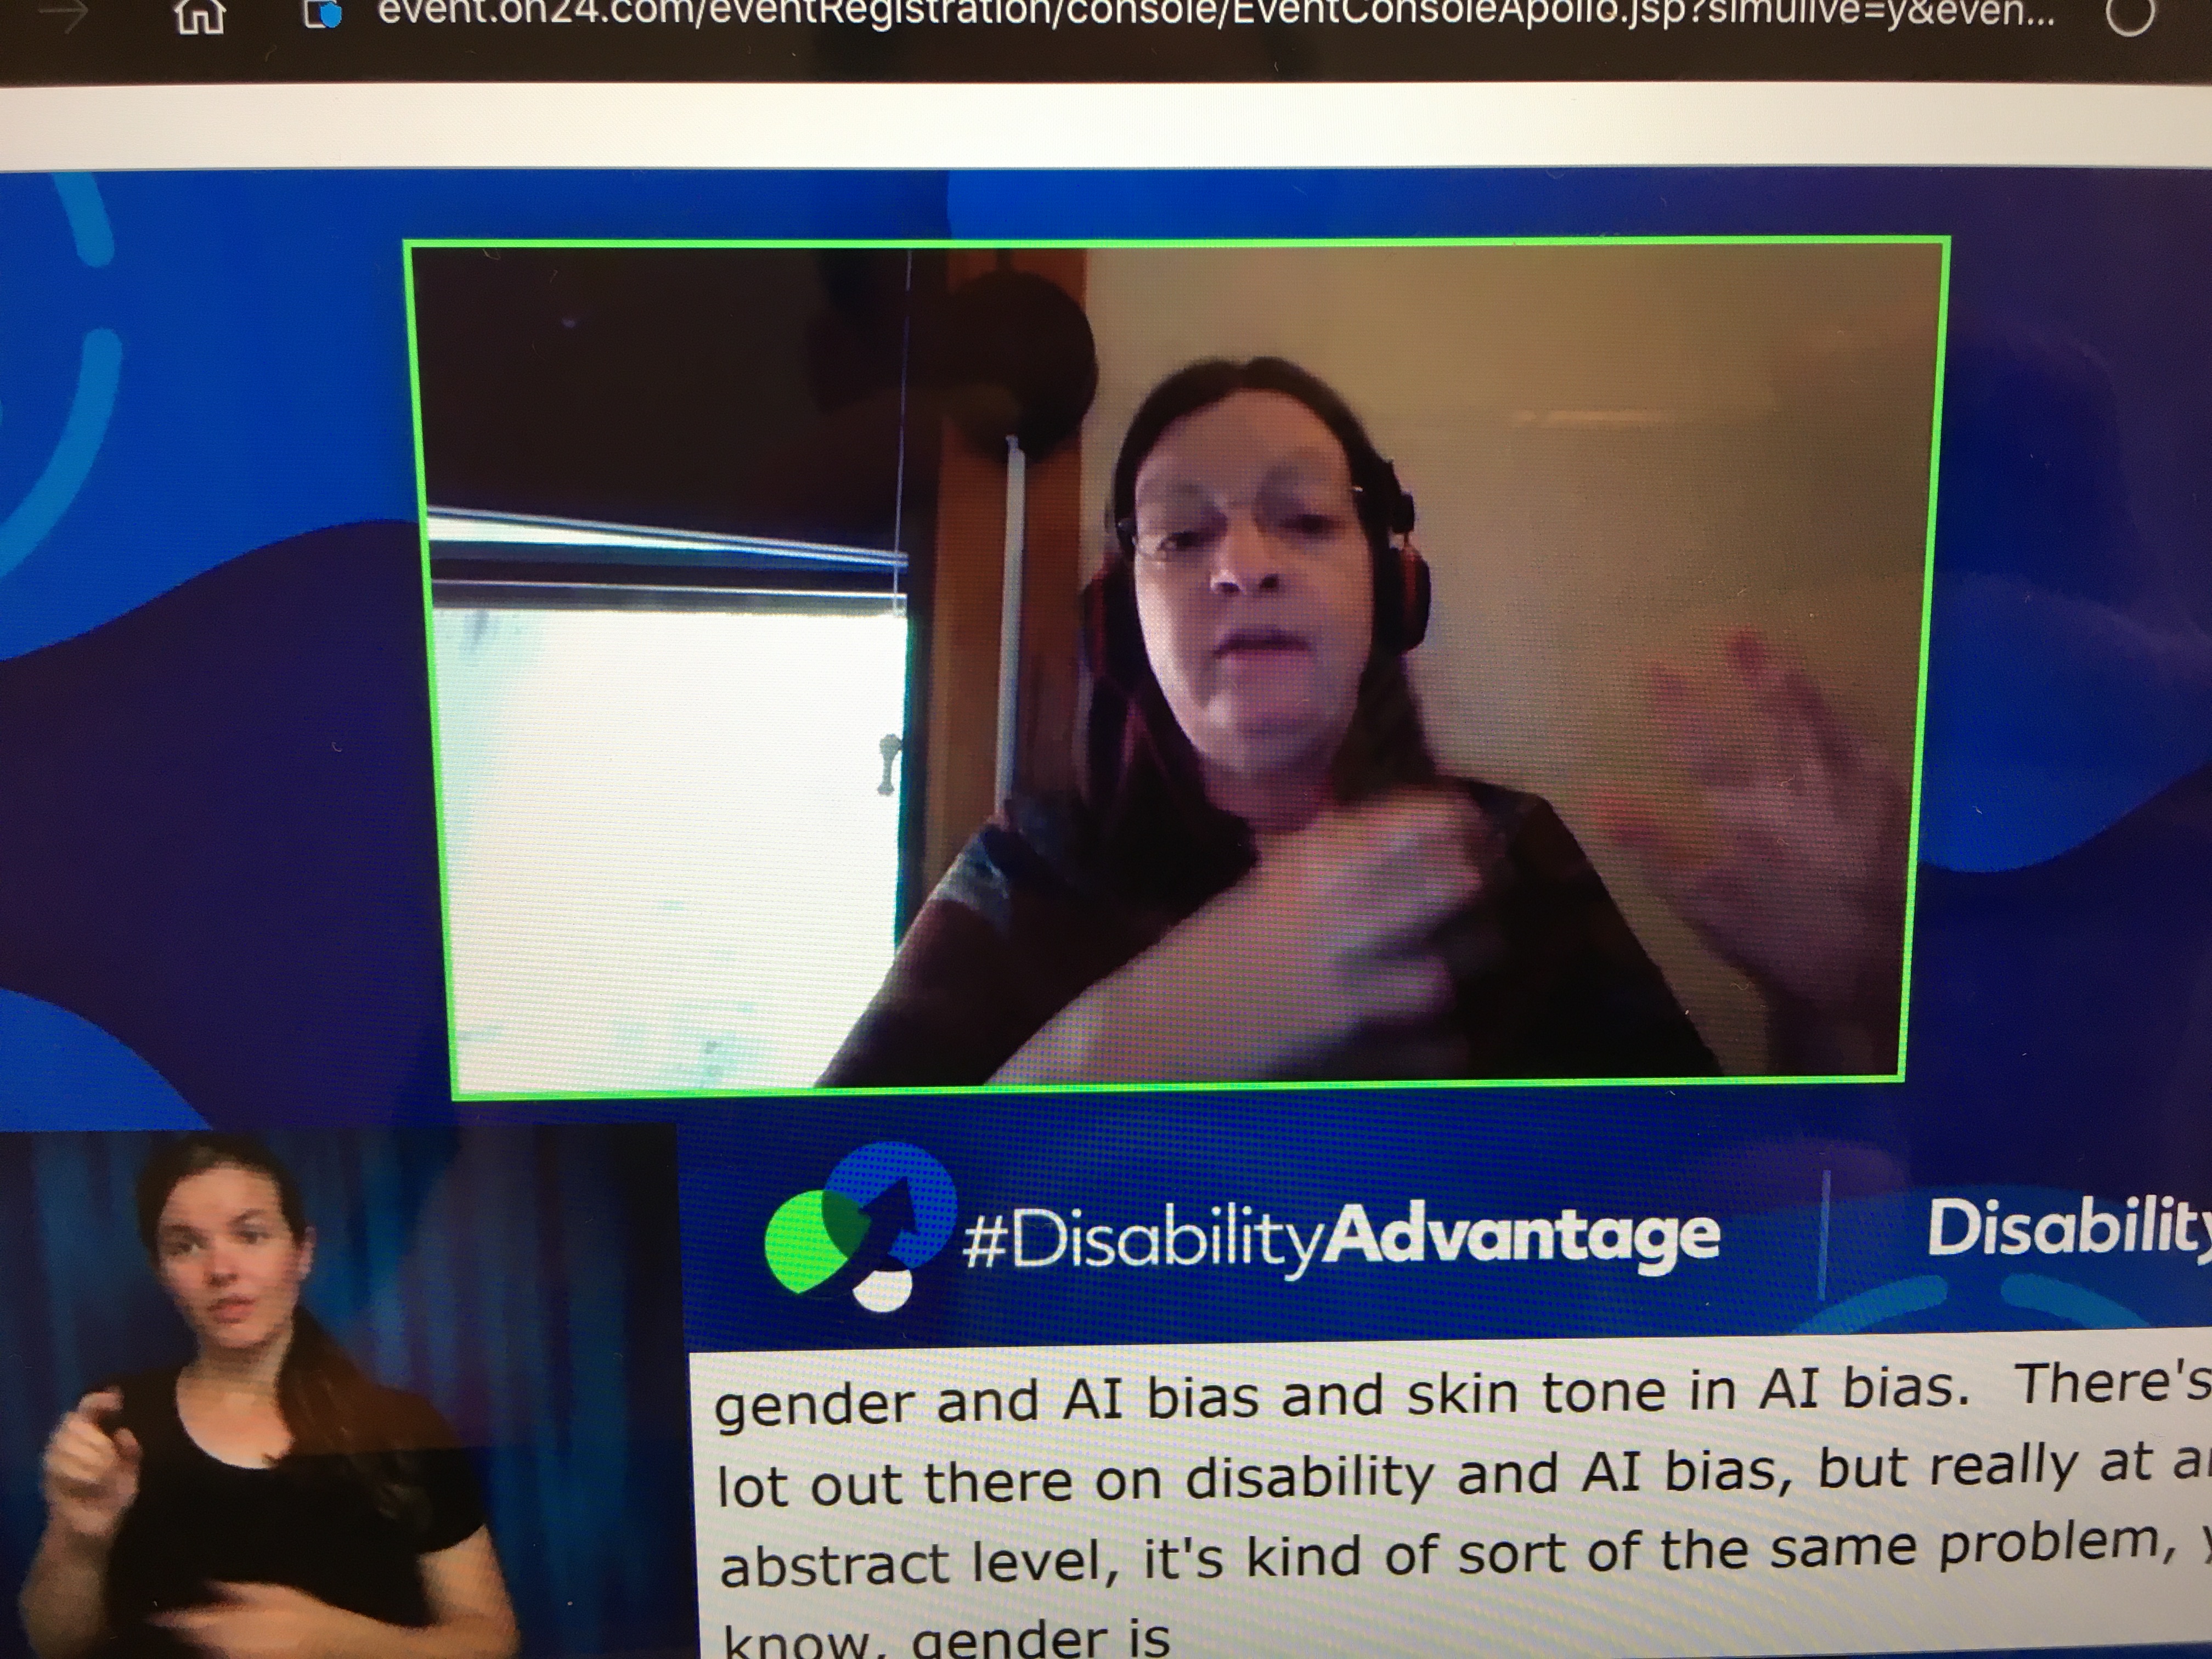 event.on24.com/eventRegistration/console/EventConsoleApollo.jsp?simulive=y&even...
#DisabilityAdvantage
Disability
gender and AI bias and skin tone in AI bias.  There's
lot out there on disability and AI bias, but really at
abstract level, it's kind of sort of the same problem,
know, gender is